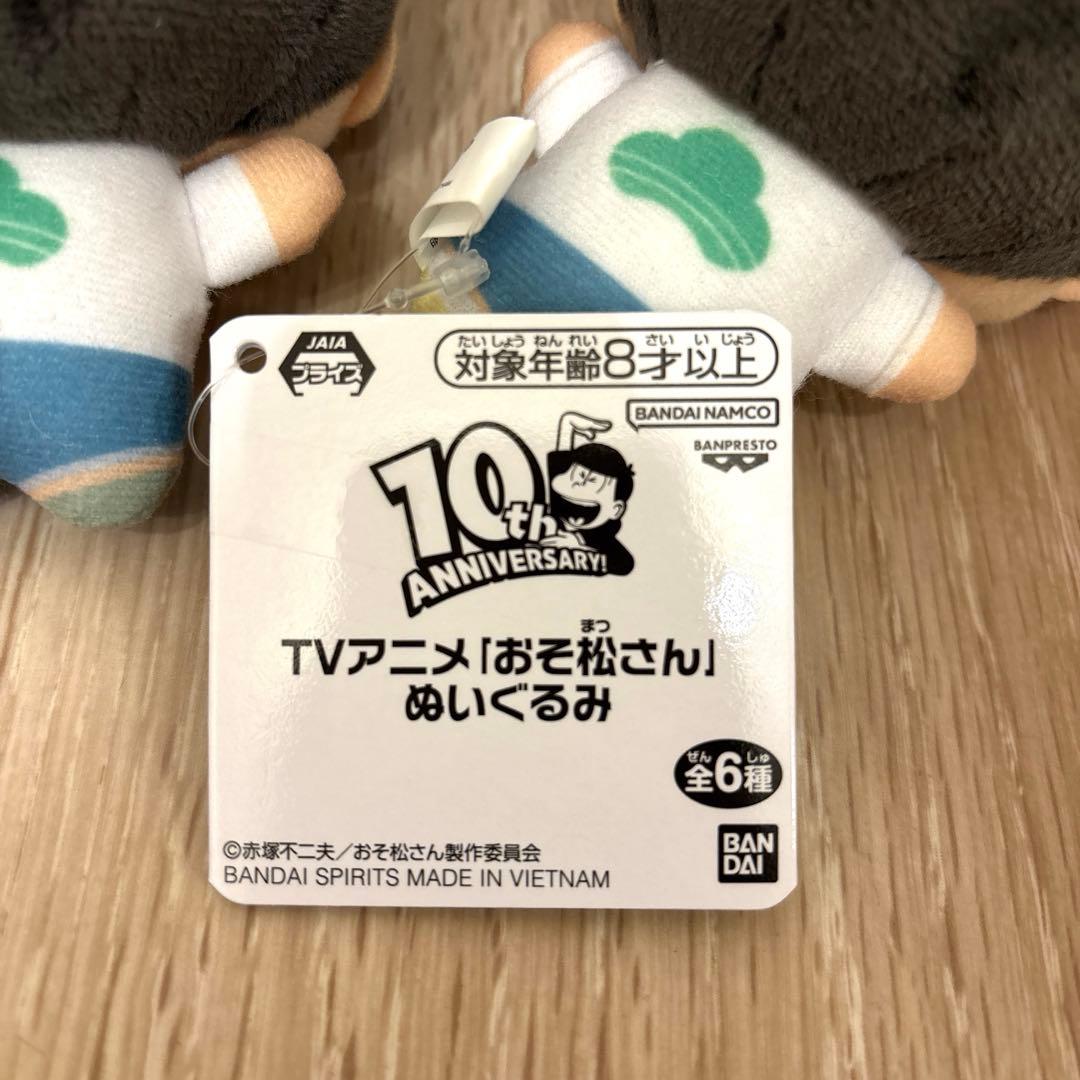 JAIA
プライズ
たいしょう ねん れい さい い じょう
対象年齢8才以上
BANDAI NAMCO
BANPRESTO
10th
ANNIVERSARY!
まつ
TVアニメ「おそ松さん」
ぬいぐるみ
ぜん しゅ
全6種
BAN
DAI
©赤塚不二夫／おそ松さん製作委員会
BANDAI SPIRITS MADE IN VIETNAM